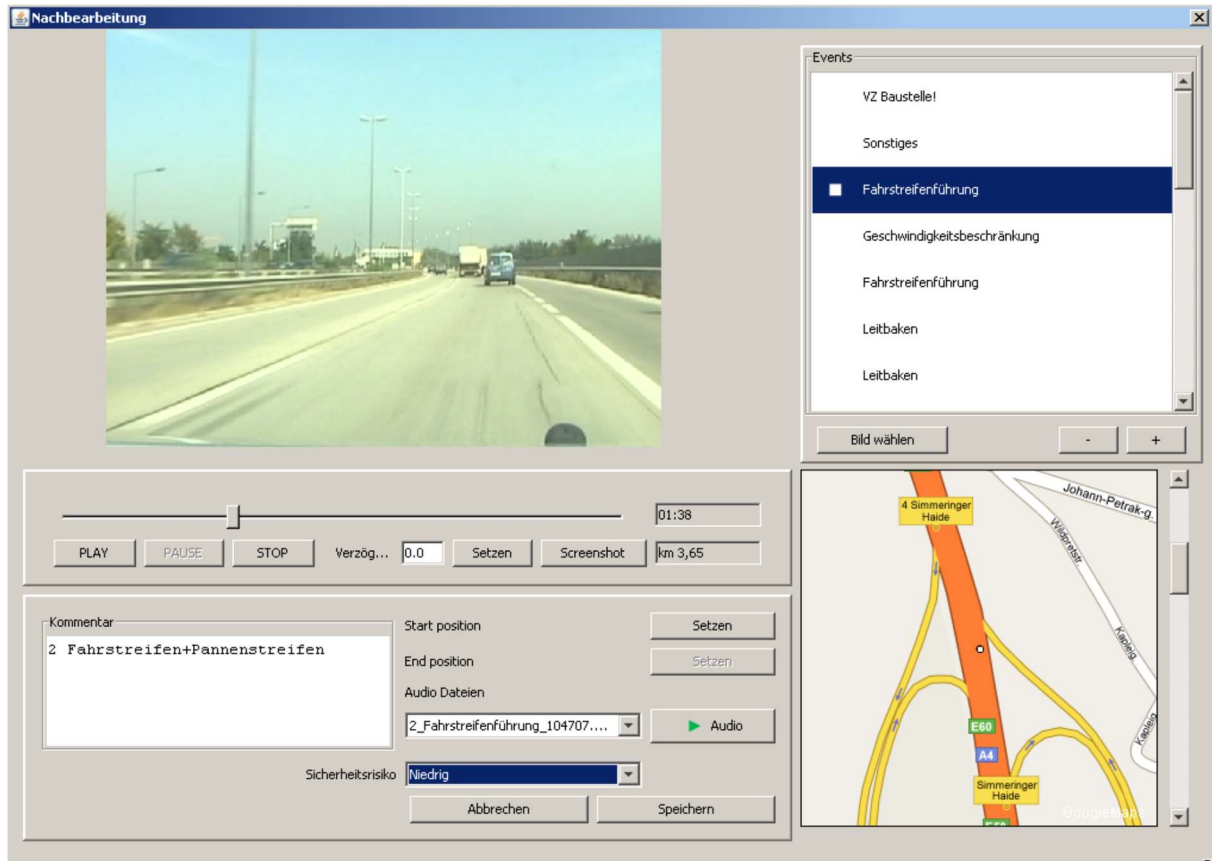 Nachbearbeitung
Events
VZ Baustelle!
Sonstiges
Fahrstreifenführung
Geschwindigkeitsbeschränkung
Fahrstreifenführung
Leitbaken
Leitbaken
Bild wählen
-
+
01:38
PLAY
PAUSE
STOP
Verzög...
0.0
Setzen
Screenshot
km 3,65
Kommentar
2 Fahrstreifen+Pannenstreifen
Start position
Setzen
End position
Setzen
Audio Dateien
2_Fahrstreifenführung_104707....
Audio
Sicherheitsrisiko
Niedrig
Abbrechen
Speichern
4 Simmeringer
Haide
Johann-Petrak-g.
Wildpretstr.
Kapleig
Kapleig
E60
A4
Simmeringer
Haide
GoogleMaps